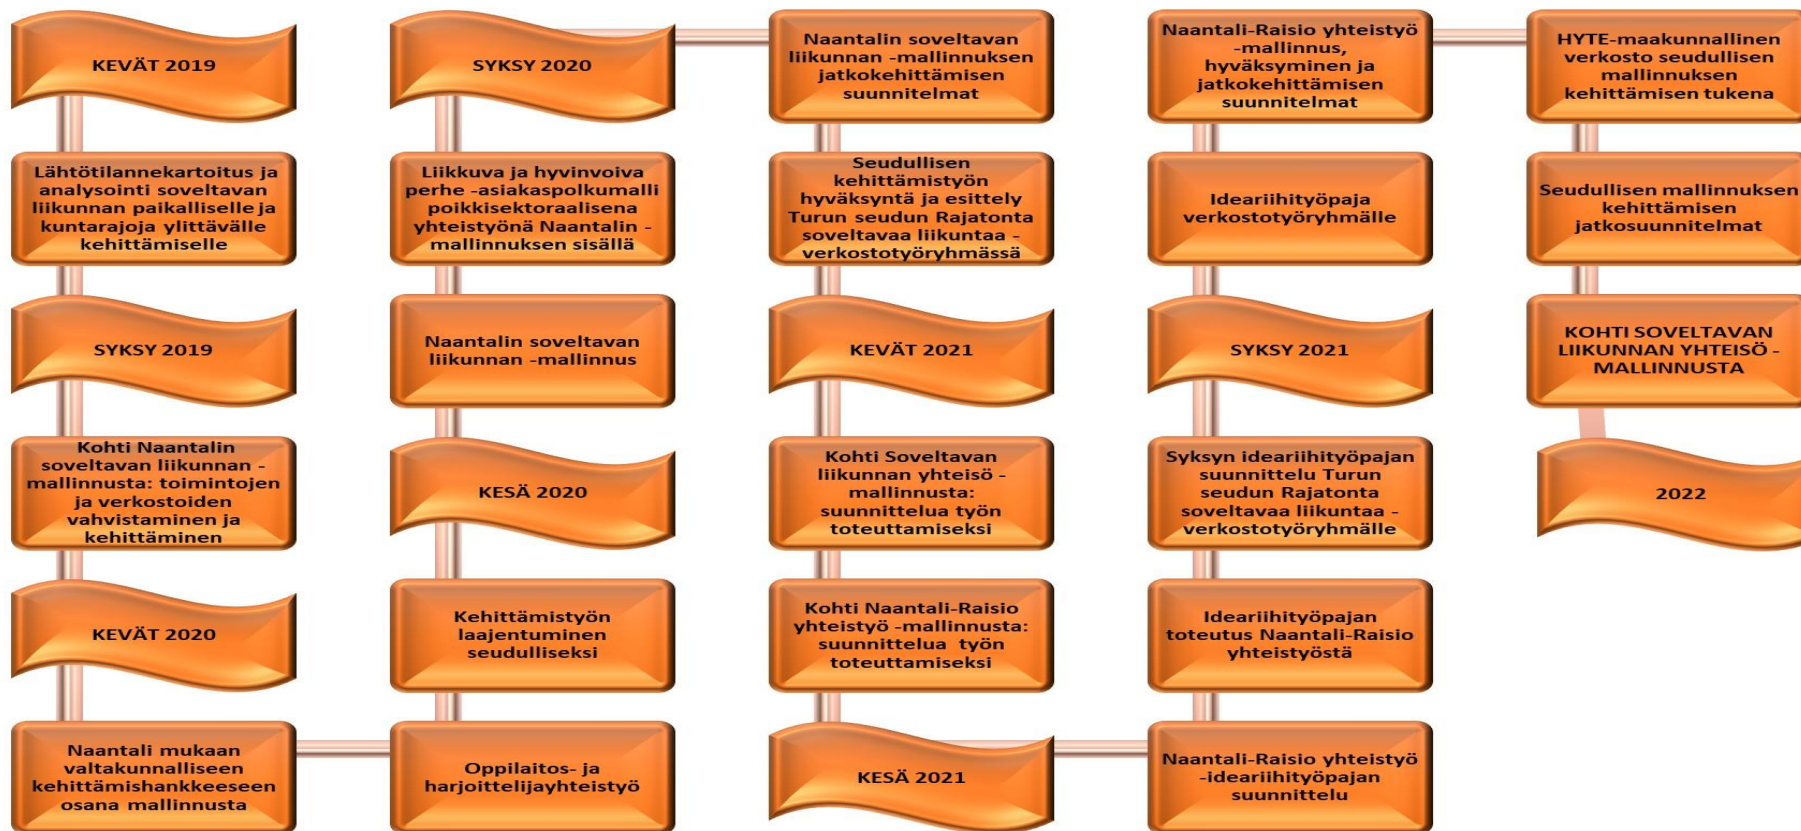 KEVÄT 2019
Lähtötilannekartoitus ja
analysointi soveltavan
liikunnan paikalliselle ja
kuntarajoja ylittävälle
kehittämiselle
SYKSY 2019
Kohti Naantalin
soveltavan liikunnan -
mallinnusta: toimintojen
ja verkostoiden
vahvistaminen ja
kehittäminen
KEVÄT 2020
Naantali mukaan
valtakunnalliseen
kehittämishankkeeseen
osana mallinnusta
Oppilaitos- ja
harjoittelijayhteistyö
Kehittämistyön
laajentuminen
seudulliseksi
KESÄ 2020
Naantalin soveltavan
liikunnan -mallinnus
Liikkuva ja hyvinvoiva
perhe -asiakaspolkumalli
poikkisektoraalisena
yhteistyönä Naantalin -
mallinnuksen sisällä
SYKSY 2020
Naantalin soveltavan
liikunnan -mallinnuksen
jatkokehittämisen
suunnitelmat
Seudullisen
kehittämistyön
hyväksyntä ja esittely
Turun seudun Rajatonta
soveltavaa liikuntaa -
verkostotyöryhmässä
KEVÄT 2021
Kohti Soveltavan
liikunnan yhteisö -
mallinnusta:
suunnittelua työn
toteuttamiseksi
Kohti Naantali-Raisio
yhteistyö -mallinnusta:
suunnittelua työn
toteuttamiseksi
KESÄ 2021
Naantali-Raisio yhteistyö
-ideariihityöpajan
suunnittelu
Ideariihityöpajan
toteutus Naantali-Raisio
yhteistyöstä
Syksyn ideariihityöpajan
suunnittelu Turun
seudun Rajatonta
soveltavaa liikuntaa -
verkostotyöryhmälle
SYKSY 2021
Ideariihityöpaja
verkostotyöryhmälle
Naantali-Raisio yhteistyö
-mallinnus,
hyväksyminen ja
jatkokehittämisen
suunnitelmat
HYTE-maakunnallinen
verkosto seudullisen
mallinnuksen
kehittämisen tukena
Seudullisen mallinnuksen
kehittämisen
jatkosuunnitelmat
KOHTI SOVELTAVAN
LIIKUNNAN YHTEISÖ -
MALLINNUSTA
2022